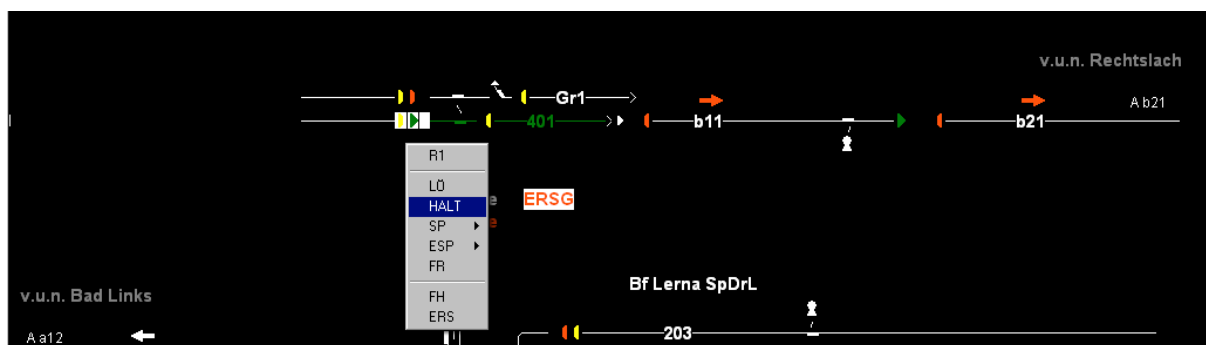 v.u.n. Rechtslach
Gr1
A b21
401
b11
b21
R1
LÖ
HALT
e
ERSG
SP
e
ESP
FR
Bf Lerna SpDrL
v.u.n. Bad Links
FH
ERS
A a12
203